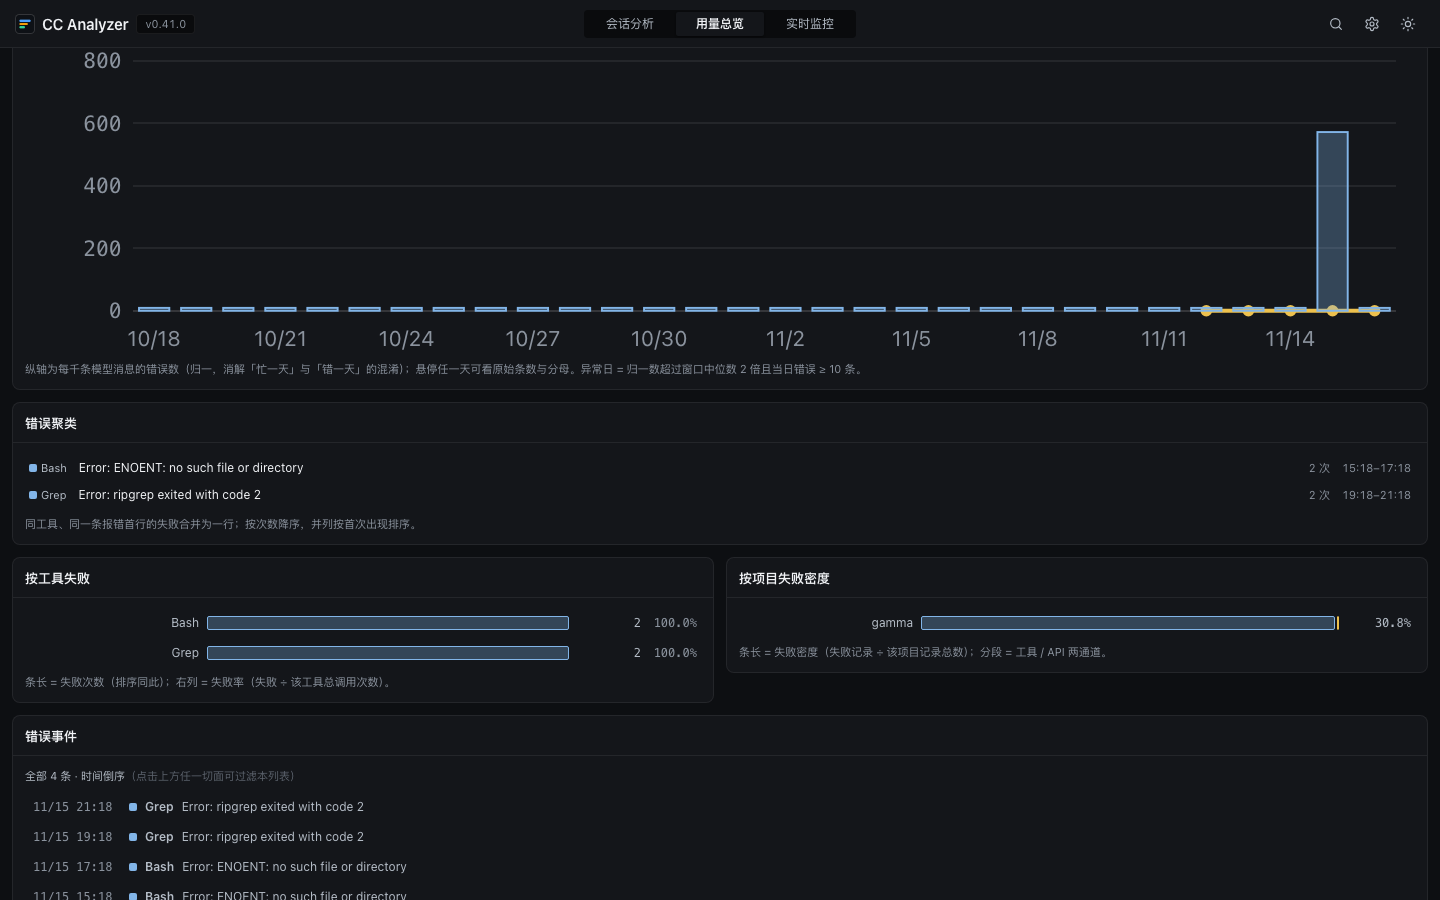 CC Analyzer v0.41.0 会话分析 用量总览 实时监控
800
600
400
200
0
10/18 10/21 10/24 10/27 10/30 11/2 11/5 11/8 11/11 11/14
纵轴为每千条模型消息的错误数（归一，消解「忙一天」与「错一天」的混淆）；悬停任一天可看原始条数与分母。异常日 = 归一数超过窗口中位数 2 倍且当日错误 ≥ 10 条。
错误聚类
Bash Error: ENOENT: no such file or directory 2 次 15:18–17:18
Grep Error: ripgrep exited with code 2 2 次 19:18–21:18
同工具、同一条报错首行的失败合并为一行；按次数降序，并列按首次出现排序。
按工具失败
Bash 2 100.0%
Grep 2 100.0%
条长 = 失败次数（排序同此）；右列 = 失败率（失败 ÷ 该工具总调用次数）。
按项目失败密度
gamma 30.8%
条长 = 失败密度（失败记录 ÷ 该项目记录总数）；分段 = 工具 / API 两通道。
错误事件
全部 4 条 · 时间倒序（点击上方任一切面可过滤本列表）
11/15 21:18 Grep Error: ripgrep exited with code 2
11/15 19:18 Grep Error: ripgrep exited with code 2
11/15 17:18 Bash Error: ENOENT: no such file or directory
11/15 15:18 Bash Error: ENOENT: no such file or directory